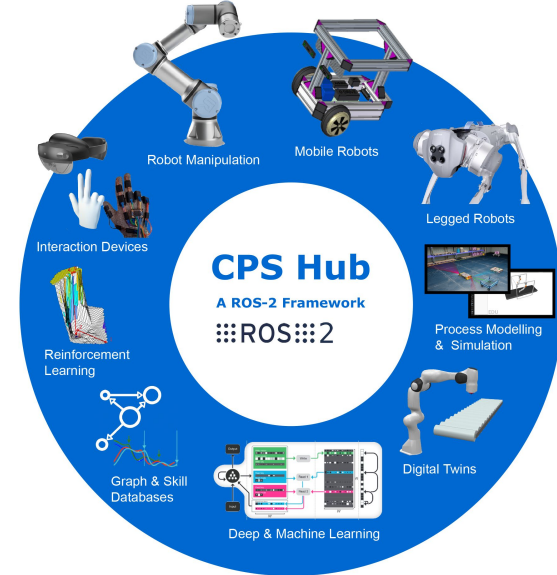 CPS Hub
A ROS-2 Framework
ROS 2
Robot Manipulation
Mobile Robots
Legged Robots
Process Modelling
& Simulation
Digital Twins
Deep & Machine Learning
Graph & Skill
Databases
Reinforcement
Learning
Interaction Devices